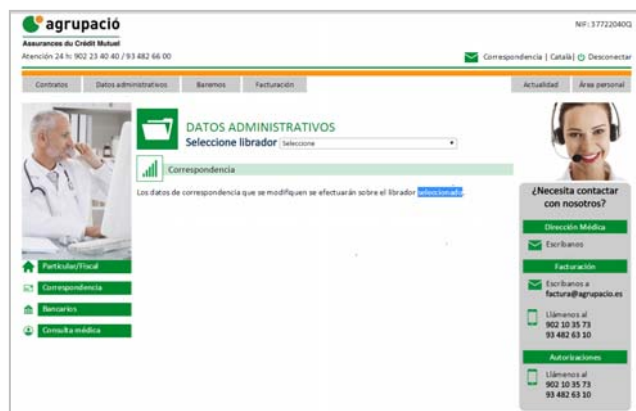 agrupació
Assurances du Crédit Mutuel
NIF: 37722040Q
Atención 24 h: 902 23 40 40 / 93 482 66 00
Correspondencia | Català| Desconectar
Contratos
Datos administrativos
Baremos
Facturación
Actualidad
Área personal
DATOS ADMINISTRATIVOS
Seleccione librador Seleccione
Correspondencia
Los datos de correspondencia que se modifiquen se efectuarán sobre el librador seleccionado.
Particular/Fiscal
Correspondencia
Bancarios
Consulta médica
¿Necesita contactar
con nosotros?
Dirección Médica
Escríbanos
Facturación
Escríbanos a
factura@agrupacio.es
Llámenos al
902 10 35 73
93 482 63 10
Autorizaciones
Llámenos al
902 10 35 73
93 482 63 10